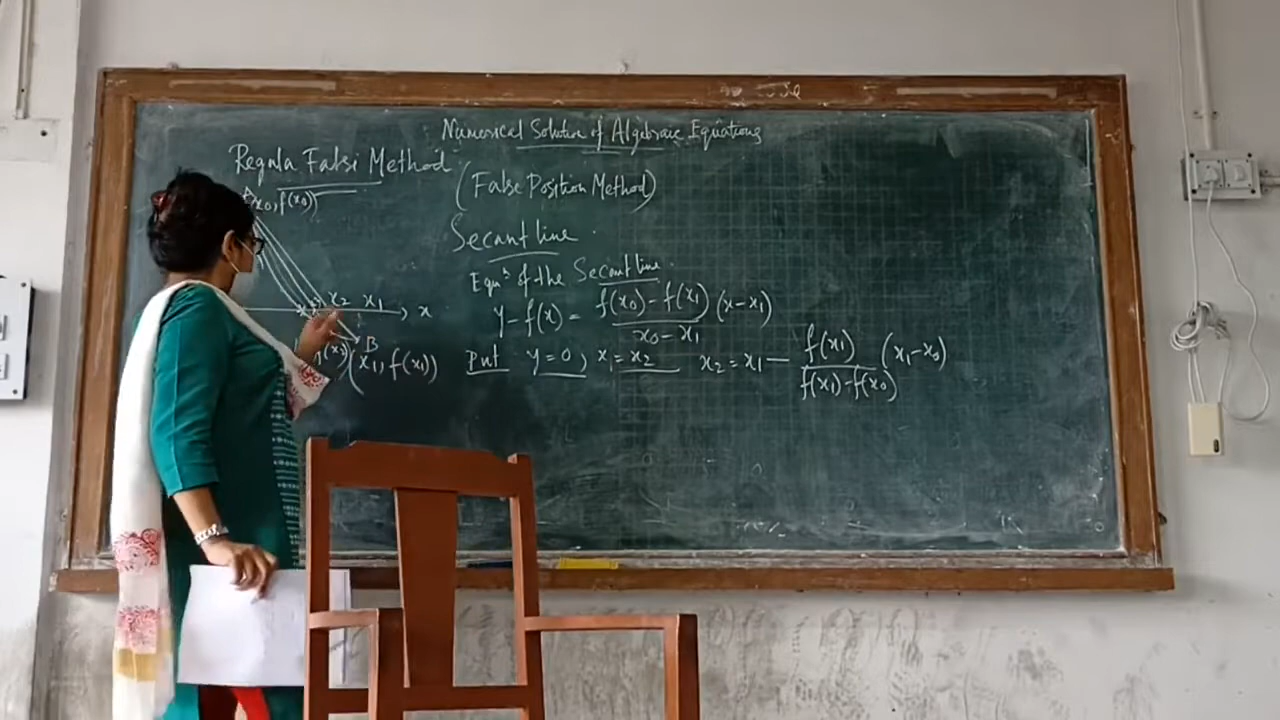 Numerical Solution of Algebraic Equations
Regula Falsi Method
(False Position Method)
A
x₀, f(x₀))
Secant line
Equⁿ of the Secant line.
y - f(x) = f(x₀) - f(x₁) / x₀ - x₁ (x - x₁)
x₂ x₁ x
B
(x₁, f(x₁))
Put y = 0, x = x₂ x₂ = x₁ - f(x₁) / f(x₁) - f(x₀) (x₁ - x₀)